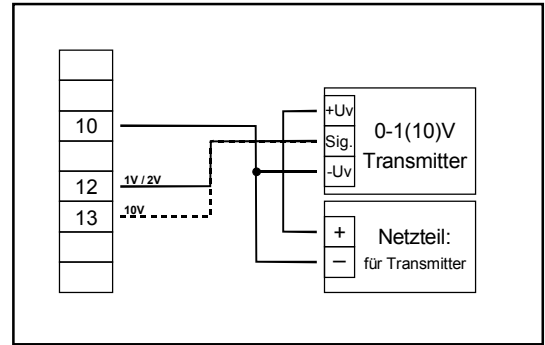 10
12
13
1V / 2V
10V
+Uv
Sig.
-Uv
0-1(10)V
Transmitter
+
−
Netzteil:
für Transmitter